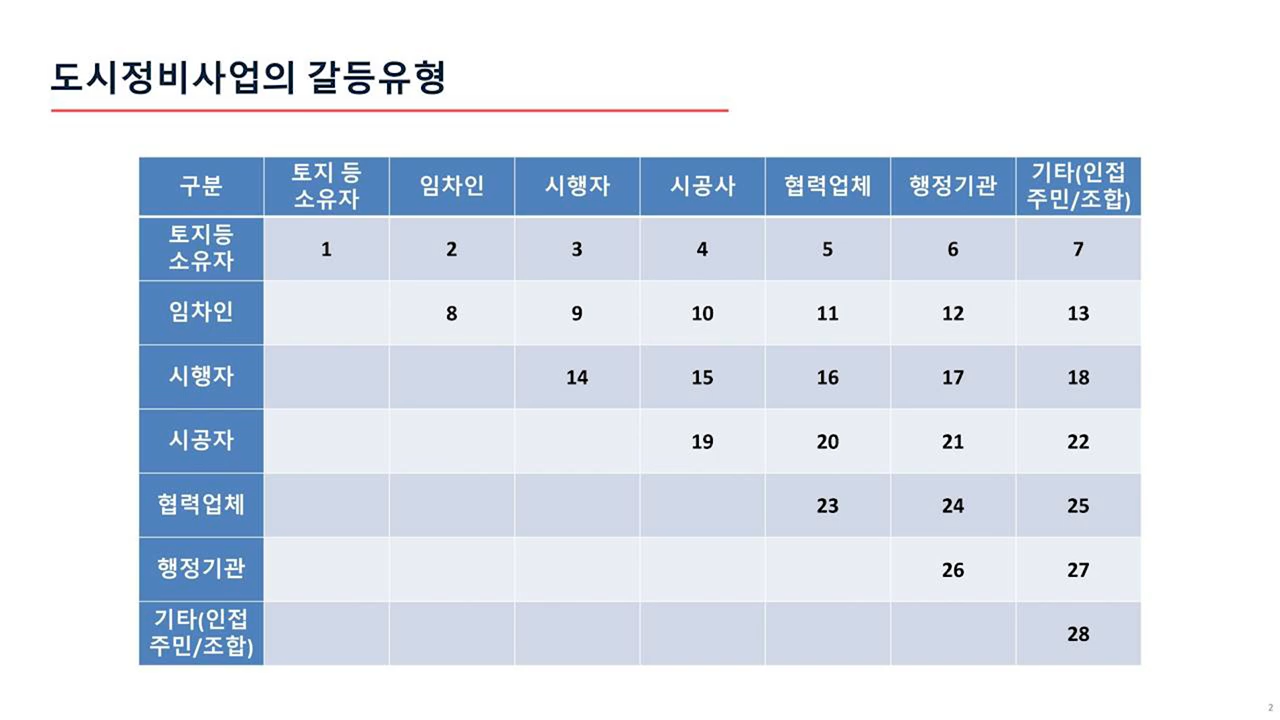 도시정비사업의 갈등유형
구분 토지 등 소유자 임차인 시행자 시공사 협력업체 행정기관 기타(인접 주민/조합)
토지등 소유자 1 2 3 4 5 6 7
임차인 8 9 10 11 12 13
시행자 14 15 16 17 18
시공자 19 20 21 22
협력업체 23 24 25
행정기관 26 27
기타(인접 주민/조합) 28
2